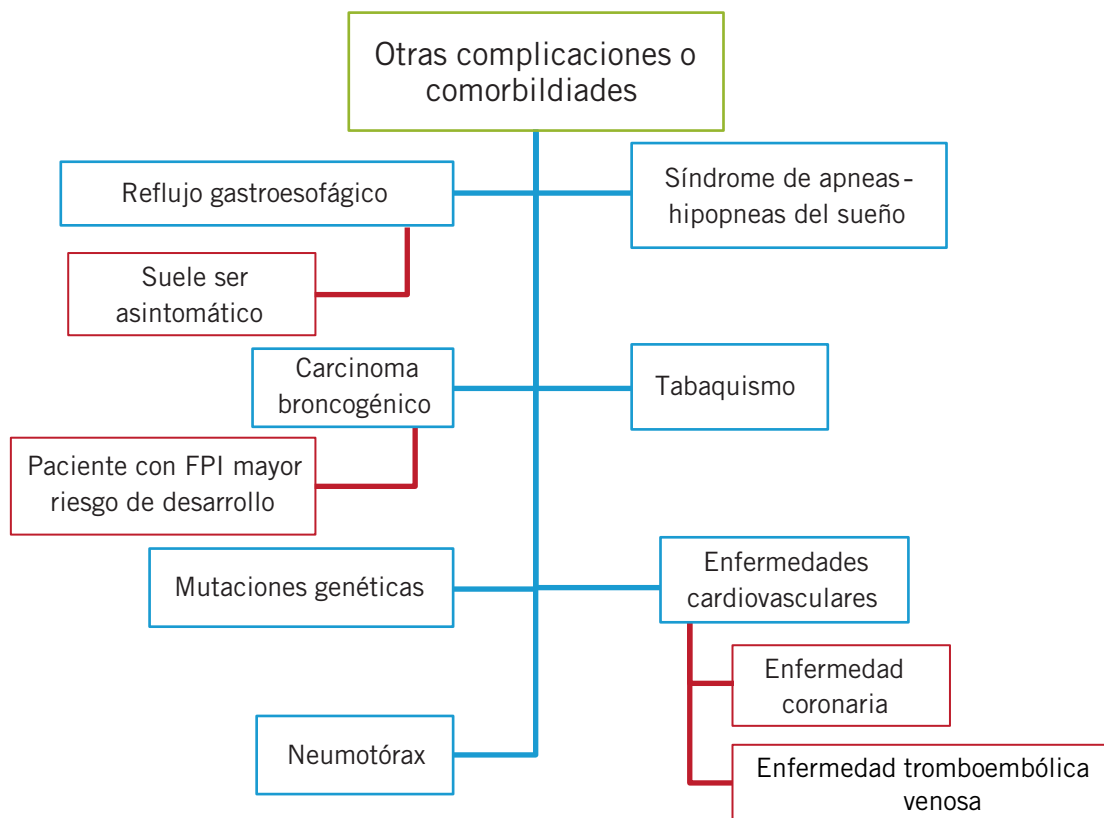 Otras complicaciones o
comorbildiades
Reflujo gastroesofágico
Síndrome de apneas-
hipopneas del sueño
Suele ser
asintomático
Carcinoma
broncogénico
Tabaquismo
Paciente con FPI mayor
riesgo de desarrollo
Mutaciones genéticas
Enfermedades
cardiovasculares
Enfermedad
coronaria
Neumotórax
Enfermedad tromboembólica
venosa